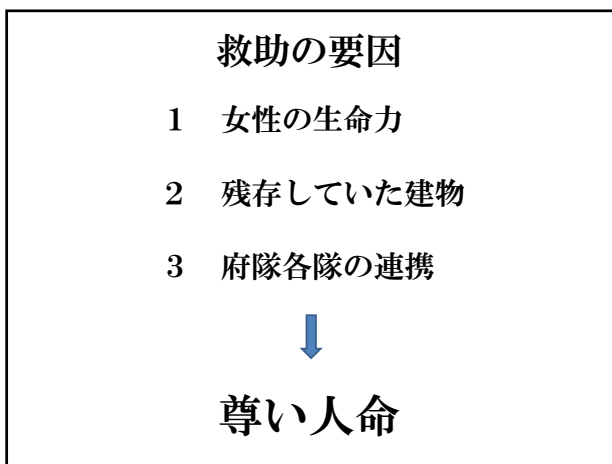 救助の要因
1 女性の生命力
2 残存していた建物
3 府隊各隊の連携
尊い人命